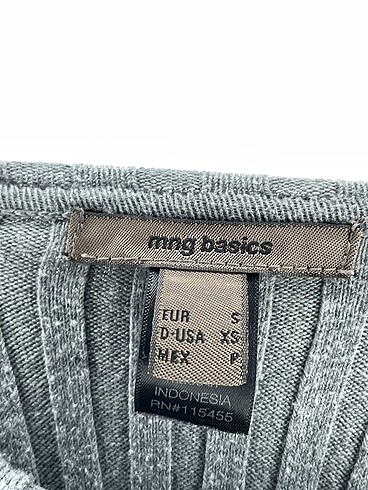 mng basics
EUR S
D-USA XS
MEX P
INDONESIA
RN#115455